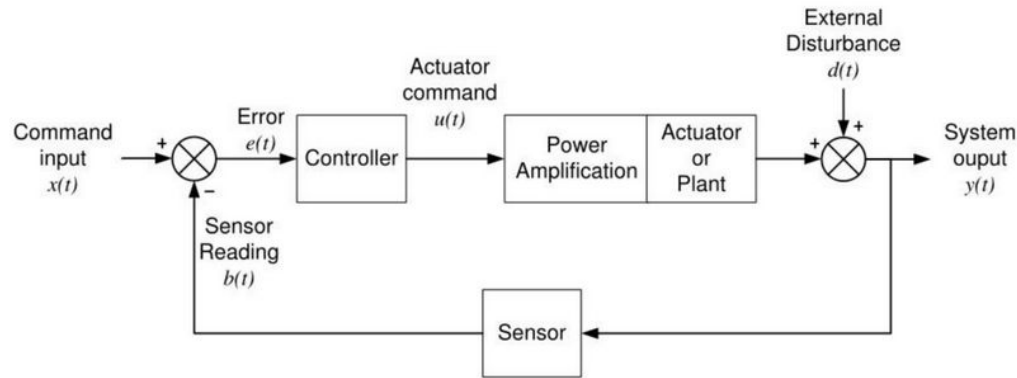 External
Disturbance
d(t)
Actuator
command
u(t)
Error
e(t)
Command
input
x(t)
+
−
Controller
Power
Amplification
Actuator
or
Plant
+
+
System
ouput
y(t)
Sensor
Reading
b(t)
Sensor